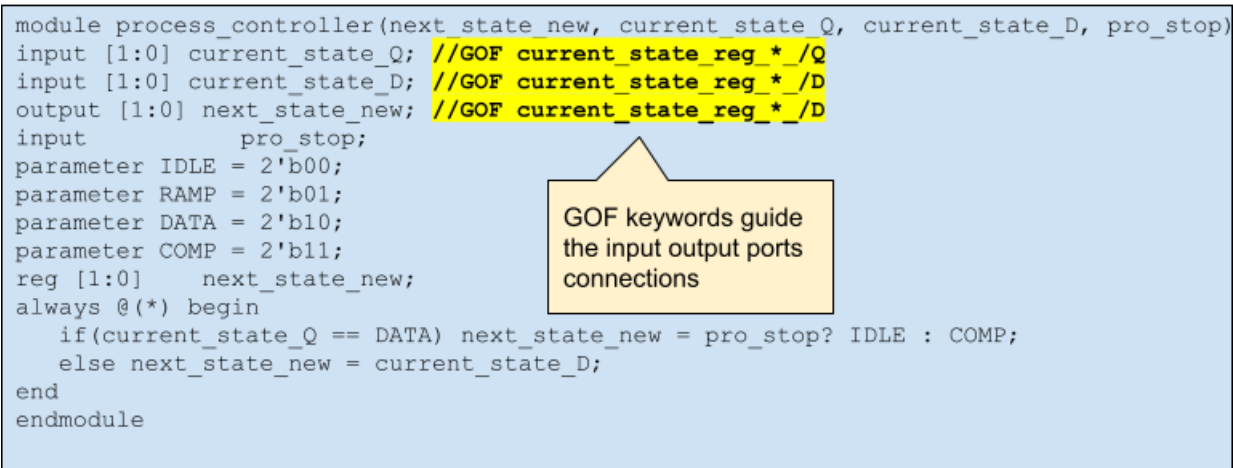 module process_controller(next_state_new, current_state_Q, current_state_D, pro_stop)
input [1:0] current_state_Q; //GOF current_state_reg_*_/Q
input [1:0] current_state_D; //GOF current_state_reg_*_/D
output [1:0] next_state_new; //GOF current_state_reg_*_/D
input           pro_stop;
parameter IDLE = 2'b00;
parameter RAMP = 2'b01;
parameter DATA = 2'b10;
parameter COMP = 2'b11;
reg [1:0]    next_state_new;
always @(*) begin
   if(current_state_Q == DATA) next_state_new = pro_stop? IDLE : COMP;
   else next_state_new = current_state_D;
end
endmodule
GOF keywords guide
the input output ports
connections